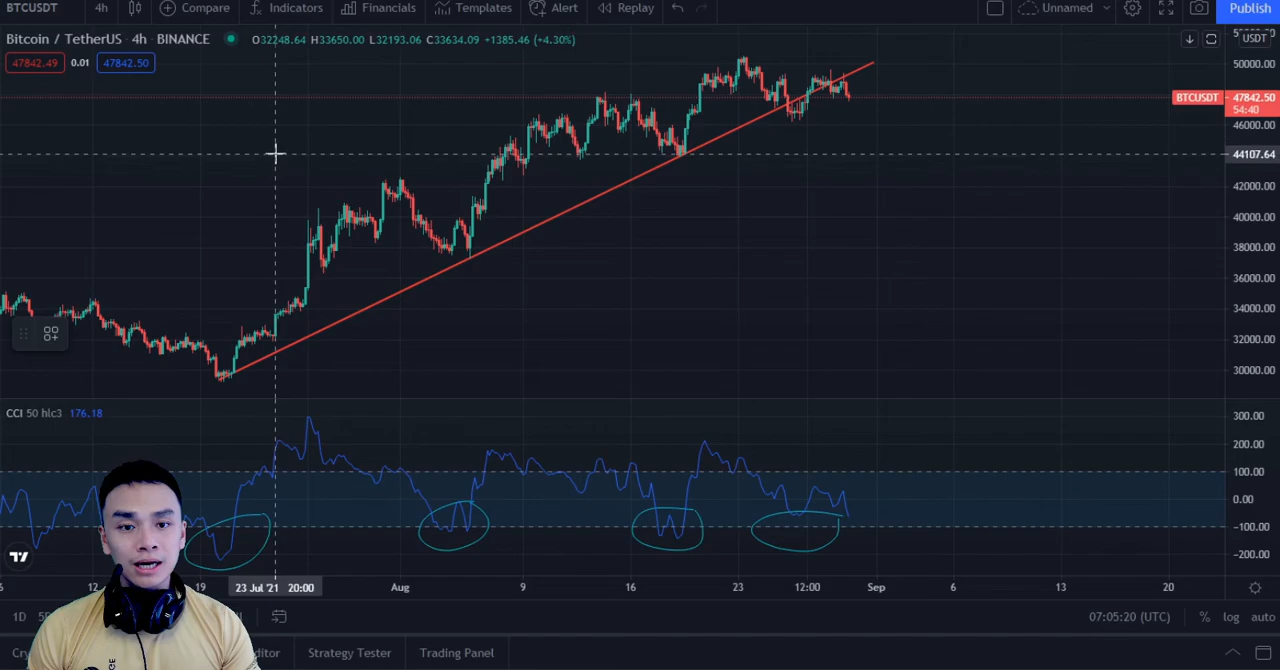 BTCUSDT 4h Compare Indicators Financials Templates Alert Replay Unnamed Publish
Bitcoin / TetherUS · 4h · BINANCE O32248.64 H33650.00 L32193.06 C33634.09 +1385.46 (+4.30%)
USDT
47842.49 0.01 47842.50
50000.00
BTCUSDT 47842.50
54:40
46000.00
44107.64
42000.00
40000.00
38000.00
36000.00
34000.00
32000.00
30000.00
CCI 50 hlc3 176.18
300.00
200.00
100.00
0.00
-100.00
-200.00
12 19 23 Jul '21 20:00 Aug 9 16 23 12:00 Sep 6 13 20
1D 07:05:20 (UTC) % log auto
Strategy Tester Trading Panel